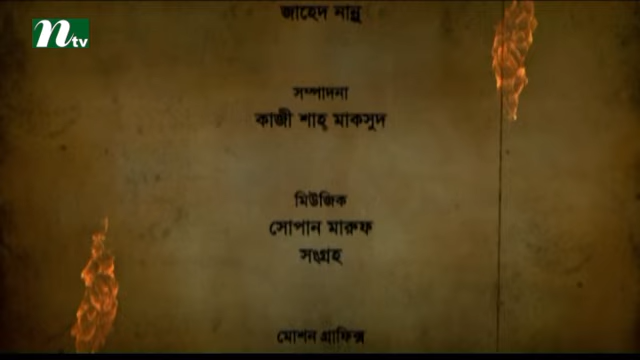 ntv
জাহেদ নান্নু
সম্পাদনা
কাজী শাহ্ মাকসুদ
মিউজিক
সোপান মারুফ
সংগ্রহ
মোশন গ্রাফিক্স